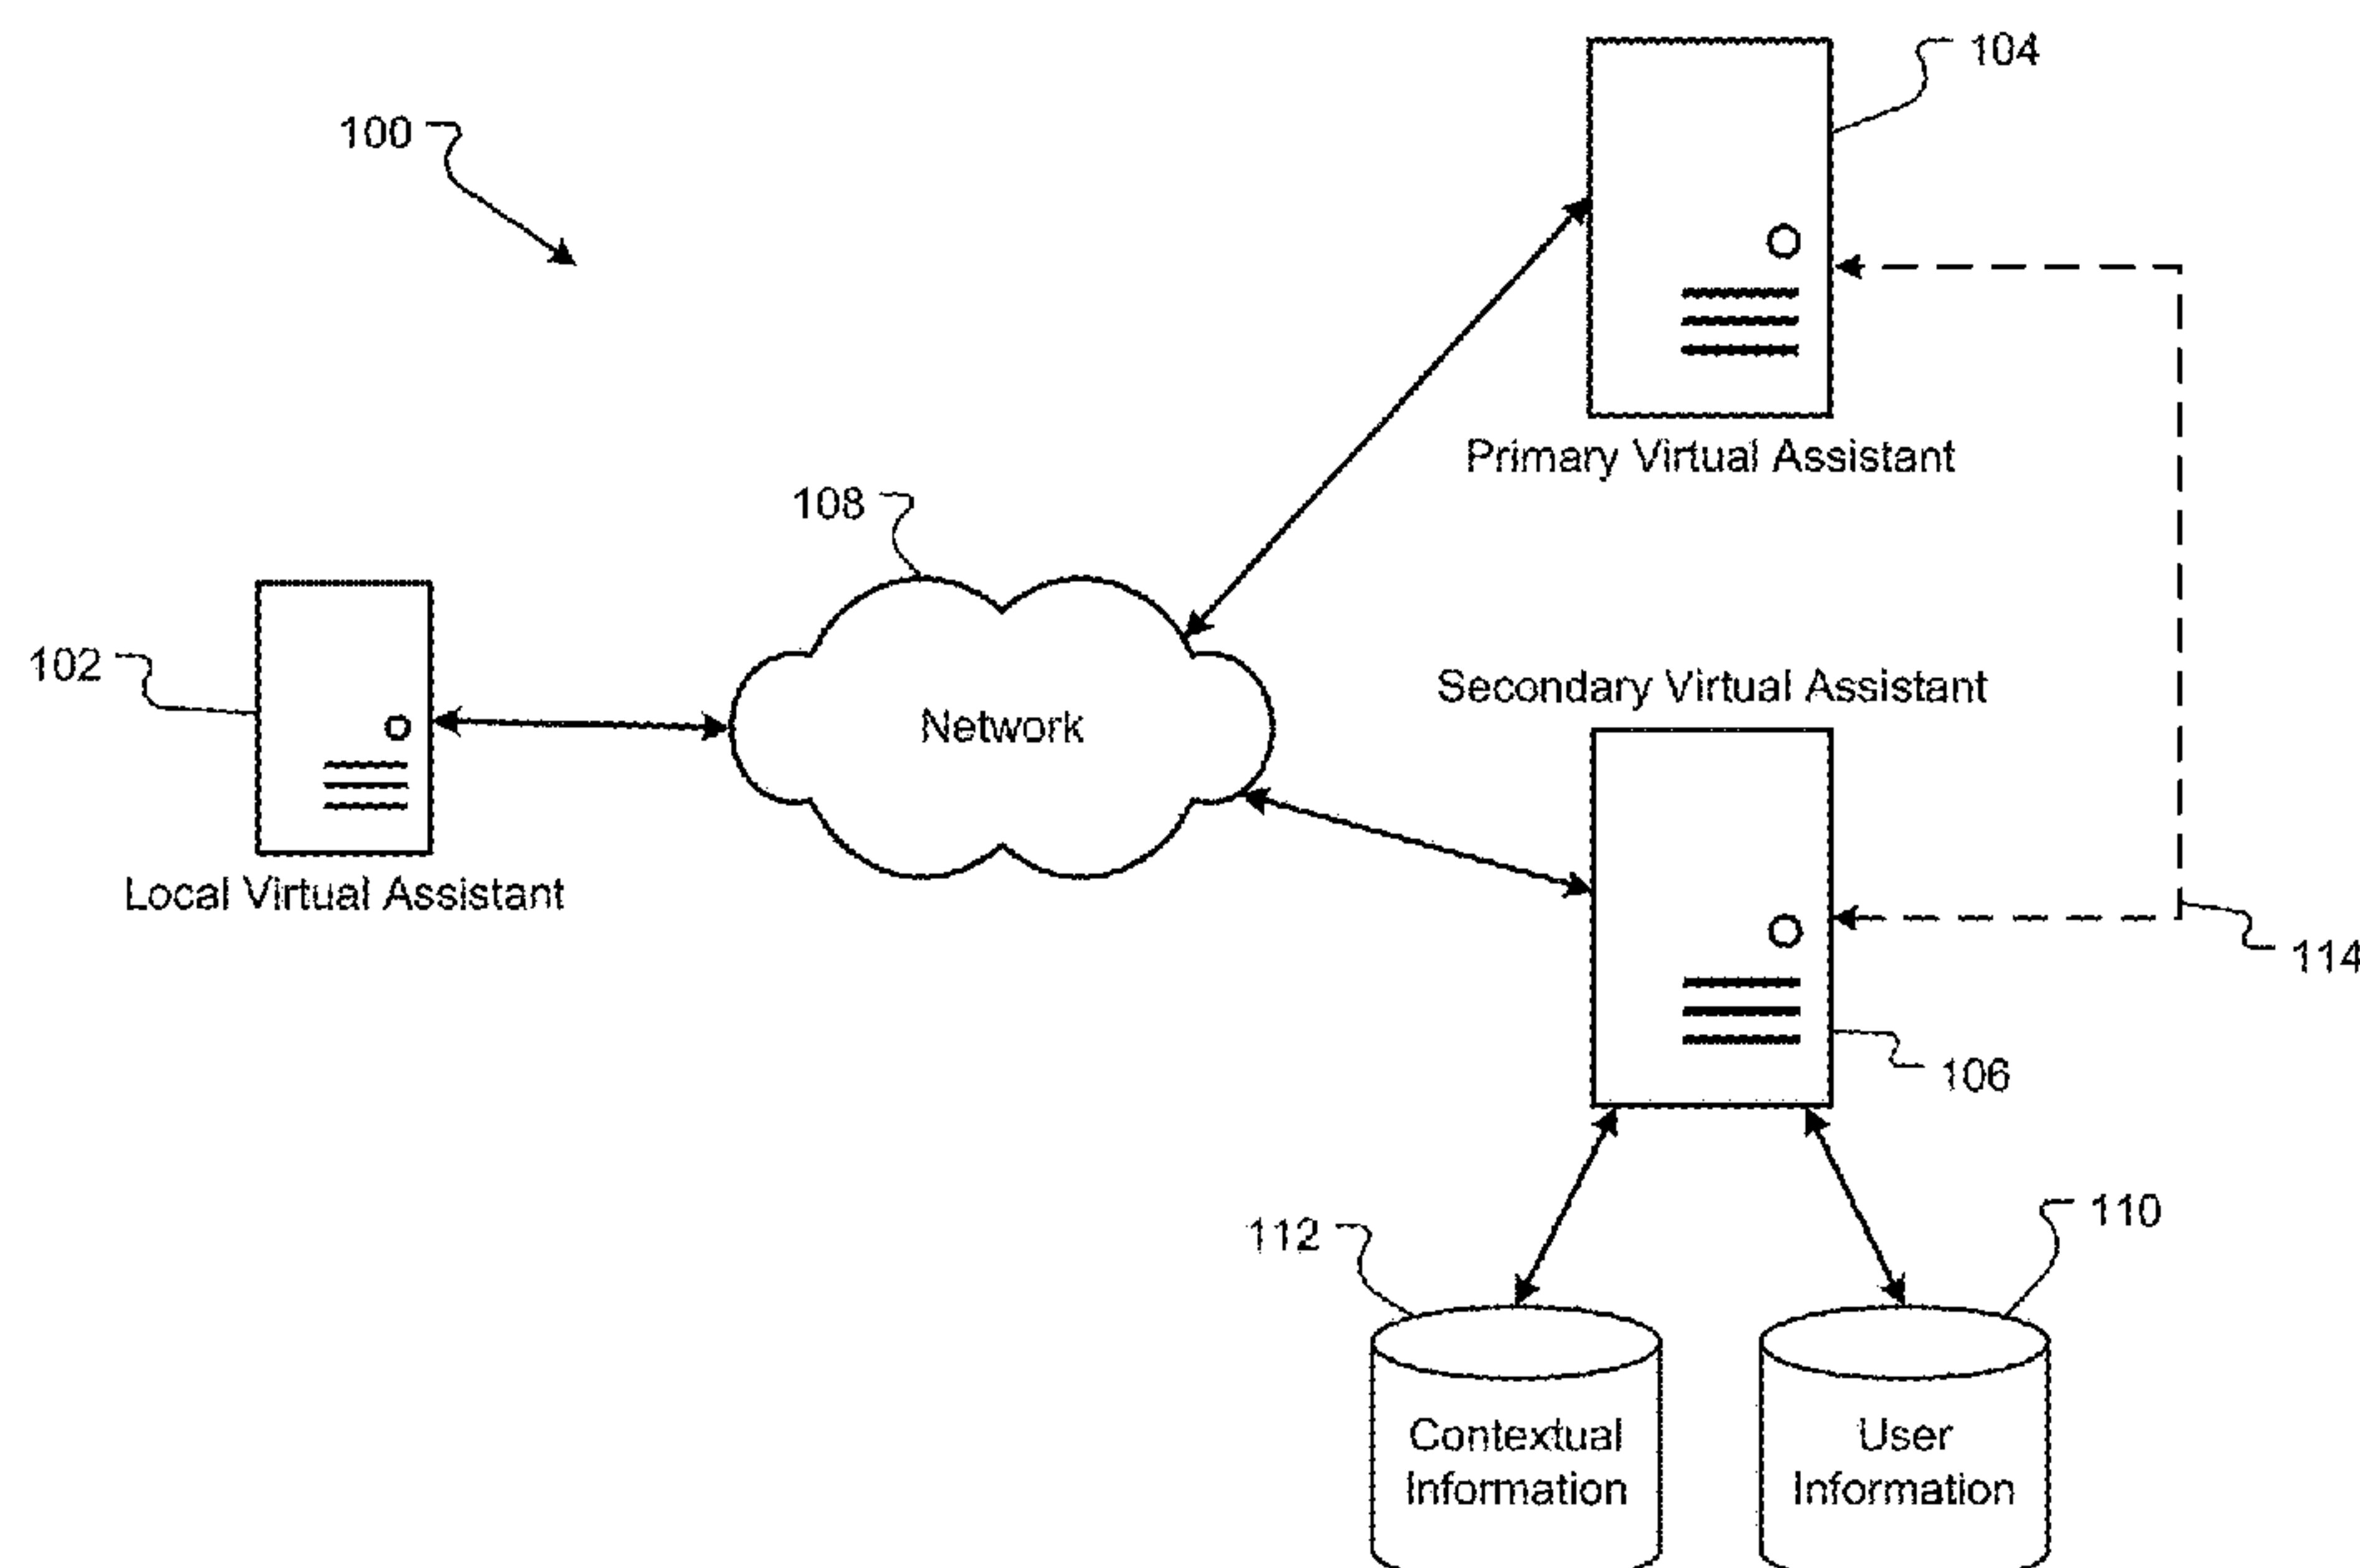 104
100
Primary Virtual Assistant
108
102
Secondary Virtual Assistant
Network
Local Virtual Assistant
114
106
112
110
Contextual
Information
User
Information